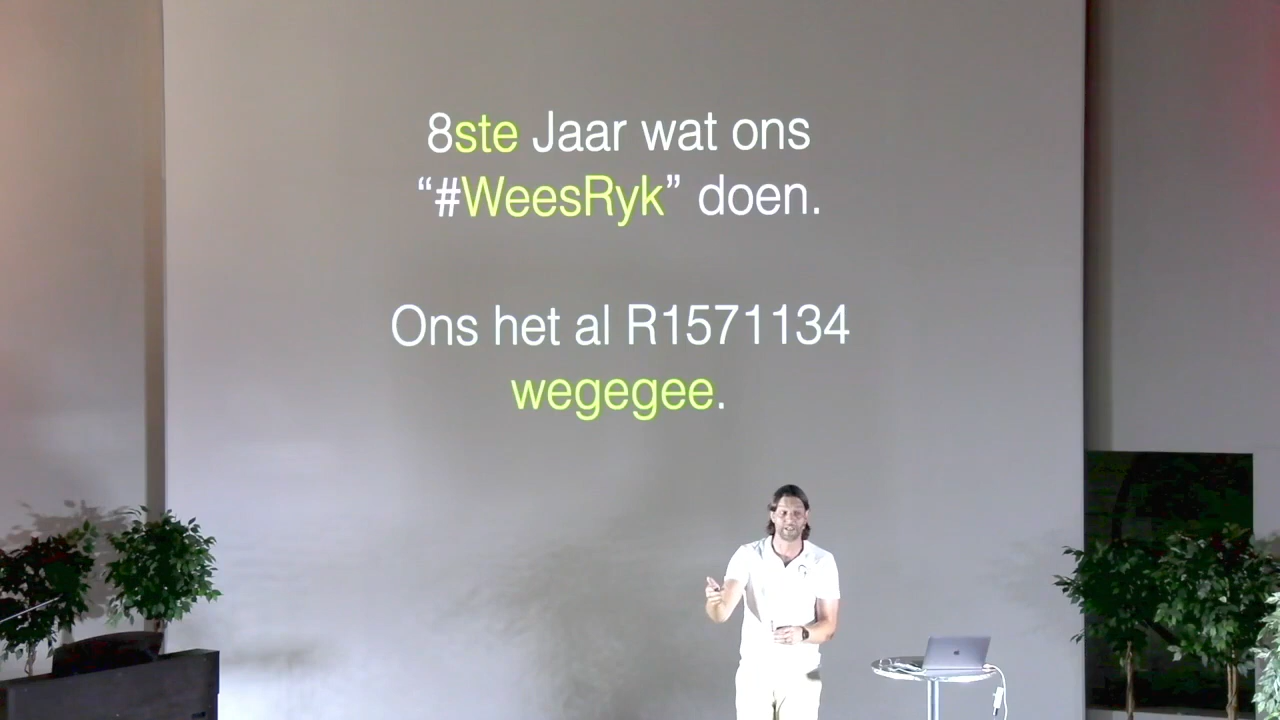 8ste Jaar wat ons
“#WeesRyk” doen.
Ons het al R1571134
wegegee.